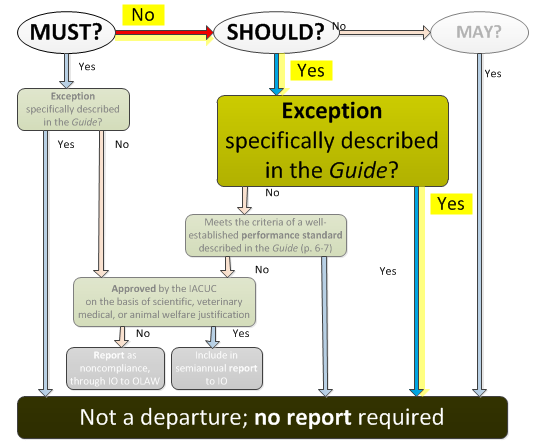 No
MUST?
SHOULD?
No
MAY?
Yes
Yes
Yes
Exception
specifically described
in the Guide?
Exception
specifically described
in the Guide?
Yes
No
No
Yes
Meets the criteria of a well-
established performance standard
described in the Guide (p. 6-7)
No
Yes
Approved by the IACUC
on the basis of scientific, veterinary
medical, or animal welfare justification
No
Yes
Report as
noncompliance,
through IO to OLAW
Include in
semiannual report
to IO
Not a departure; no report required